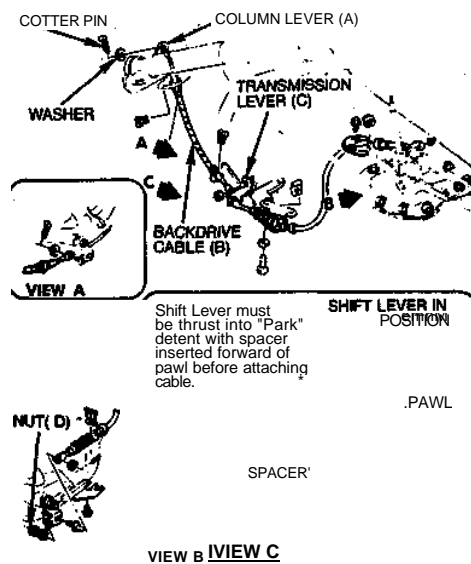 COTTER PIN
COLUMN LEVER (A)
WASHER
TRANSMISSION
LEVER (C)
A
C
B
BACKDRIVE
CABLE (B)
VIEW A
Shift Lever must
be thrust into "Park"
detent with spacer
inserted forward of
pawl before attaching
cable. *
SHIFT LEVER IN
POSITION
.PAWL
NUT( D)
SPACER'
VIEW B IVIEW C